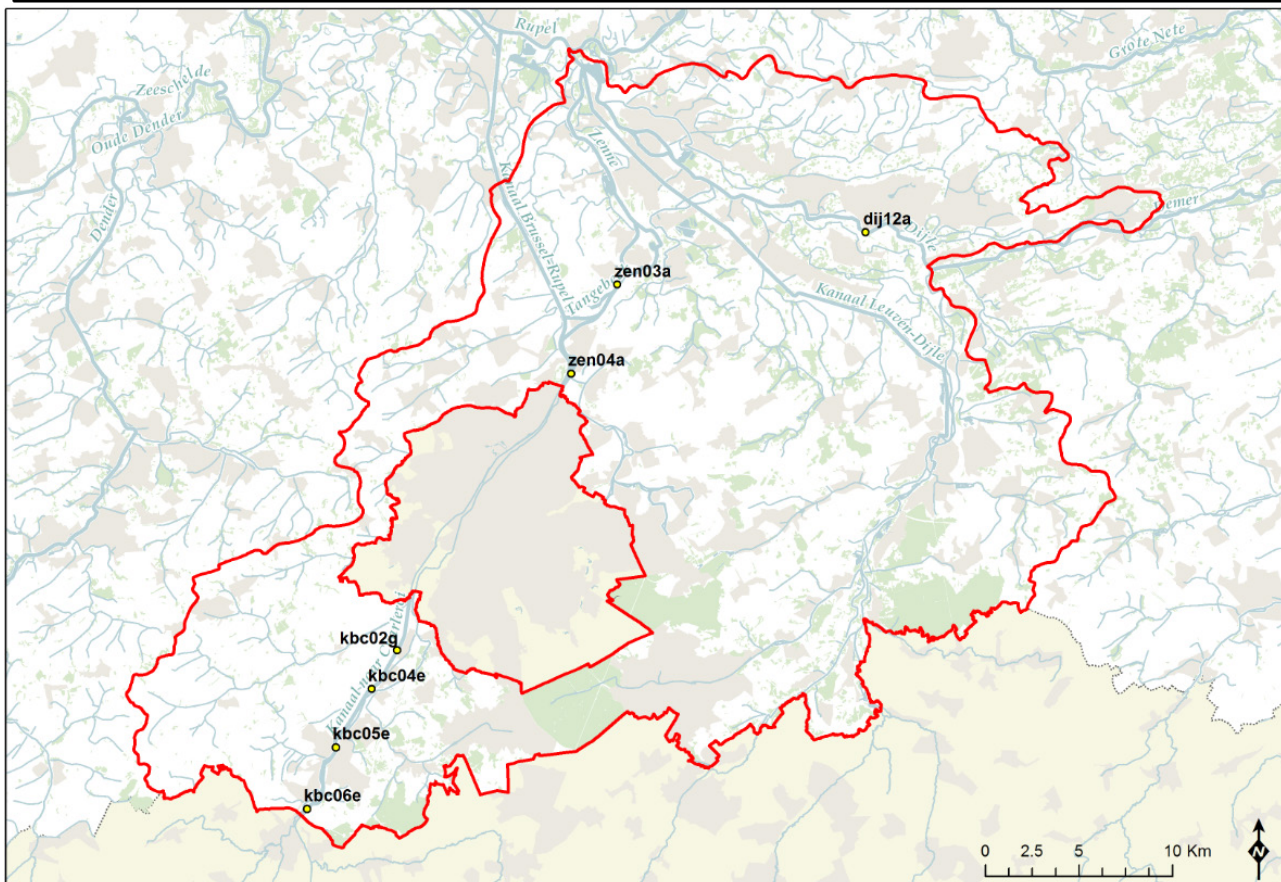 Rupel
Grote Nete
Zeeschelde
Oude Dender
Zenne
Dender
Kanaal Brussel-Rupel
Demer
dij12a
Dijle
zen03a
Kanaal Leuven-Dijle
zen04a
kbc02g
kbc04e
kbc05e
kbc06e
0 2.5 5 10 Km
N